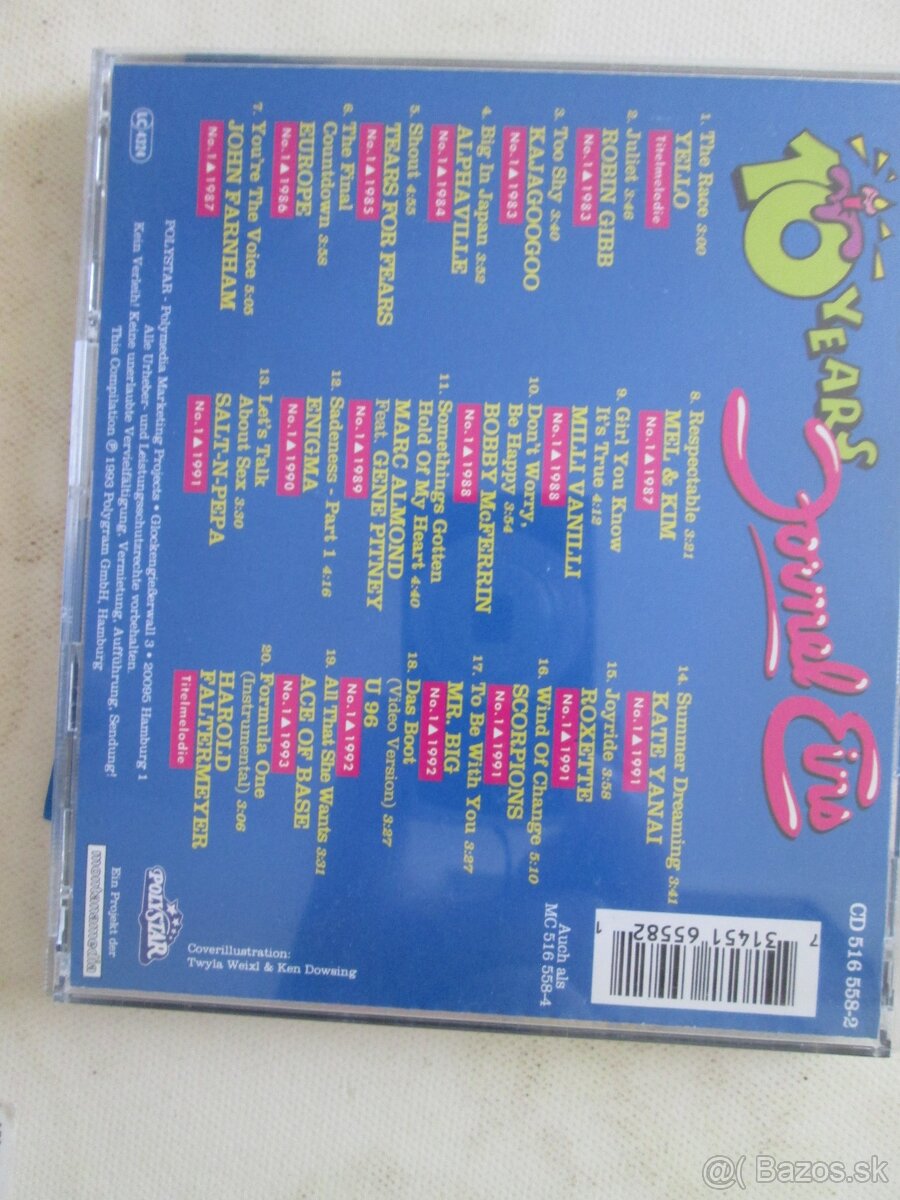 10 YEARS
Formel Eins
1. The Race 3:00
YELLO
Titelmelodie
2. Juliet 3:46
ROBIN GIBB
No.1▲1983
3. Too Shy 3:40
KAJAGOOGOO
No.1▲1983
4. Big In Japan 3:52
ALPHAVILLE
No.1▲1984
5. Shout 4:55
TEARS FOR FEARS
No.1▲1985
6. The Final
Countdown 3:58
EUROPE
No.1▲1986
7. You're The Voice 5:06
JOHN FARNHAM
No.1▲1987
8. Respectable 3:21
MEL & KIM
No.1▲1987
9. Girl You Know
It's True 4:12
MILLI VANILLI
No.1▲1988
10. Don't Worry,
Be Happy 3:54
BOBBY McFERRIN
No.1▲1988
11. Somethings Gotten
Hold Of My Heart 4:40
MARC ALMOND
Feat. GENE PITNEY
No.1▲1989
12. Sadeness - Part 1 4:16
ENIGMA
No.1▲1990
13. Let's Talk
About Sex 3:30
SALT-N-PEPA
No.1▲1991
14. Summer Dreaming 3:41
KATE YANAI
No.1▲1991
15. Joyride 3:58
ROXETTE
No.1▲1991
16. Wind Of Change 5:10
SCORPIONS
No.1▲1991
17. To Be With You 3:27
MR. BIG
No.1▲1992
18. Das Boot
(Video Version) 3:27
U 96
No.1▲1992
19. All That She Wants 3:31
ACE OF BASE
No.1▲1993
20. Formula One
(Instrumental) 3:06
HAROLD
FALTERMEYER
Titelmelodie
CD 516 558-2
7 31451 65582 1
Auch als
MC 516 558-4
Coverillustration:
Twyla Weixl & Ken Dowsing
POLYSTAR
Ein Projekt der
montanamedia
LC 4324
POLYSTAR - Polymedia Marketing Projects • Glockengießerwall 3 • 20095 Hamburg 1
Alle Urheber- und Leistungsschutzrechte vorbehalten.
Kein Verleih! Keine unerlaubte Vervielfältigung, Vermietung, Aufführung, Sendung!
This Compilation ℗ 1993 Polygram GmbH, Hamburg
@ Bazos.sk